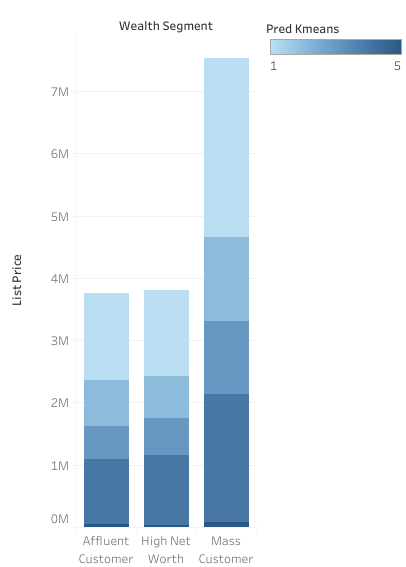 Wealth Segment
Pred Kmeans
1 5
7M
6M
5M
4M
3M
2M
1M
0M
List Price
Affluent Customer
High Net Worth
Mass Customer